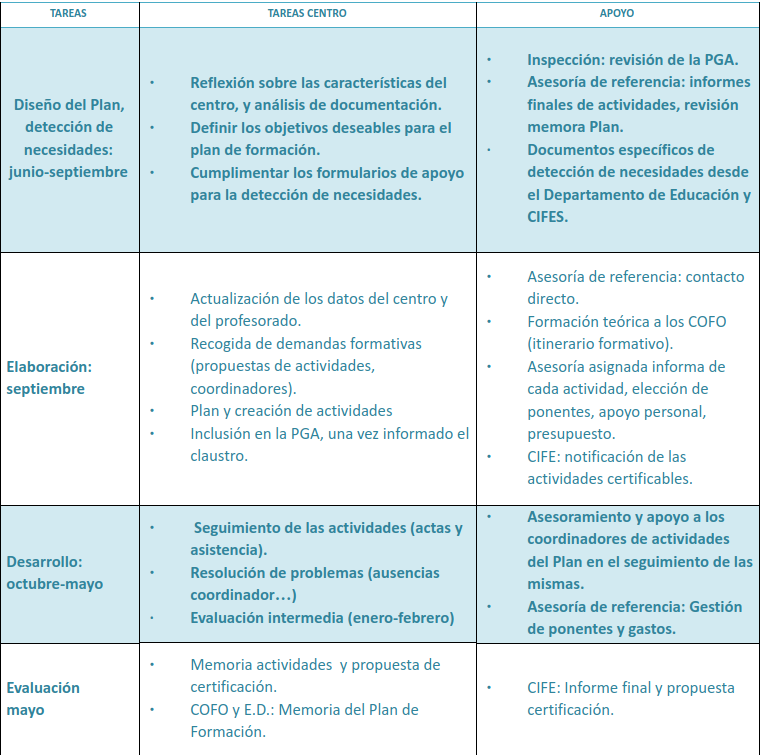 TAREAS
TAREAS CENTRO
APOYO
Diseño del Plan,
detección de
necesidades:
junio-septiembre
· Reflexión sobre las características del
centro, y análisis de documentación.
· Definir los objetivos deseables para el
plan de formación.
· Cumplimentar los formularios de apoyo
para la detección de necesidades.
· Inspección: revisión de la PGA.
· Asesoría de referencia: informes
finales de actividades, revisión
memora Plan.
· Documentos específicos de
detección de necesidades desde
el Departamento de Educación y
CIFES.
Elaboración:
septiembre
· Actualización de los datos del centro y
del profesorado.
· Recogida de demandas formativas
(propuestas de actividades,
coordinadores).
· Plan y creación de actividades
· Inclusión en la PGA, una vez informado el
claustro.
· Asesoría de referencia: contacto
directo.
· Formación teórica a los COFO
(itinerario formativo).
· Asesoría asignada informa de
cada actividad, elección de
ponentes, apoyo personal,
presupuesto.
· CIFE: notificación de las
actividades certificables.
Desarrollo:
octubre-mayo
· Seguimiento de las actividades (actas y
asistencia).
· Resolución de problemas (ausencias
coordinador...)
· Evaluación intermedia (enero-febrero)
· Asesoramiento y apoyo a los
coordinadores de actividades
del Plan en el seguimiento de las
mismas.
· Asesoría de referencia: Gestión
de ponentes y gastos.
Evaluación
mayo
· Memoria actividades y propuesta de
certificación.
· COFO y E.D.: Memoria del Plan de
Formación.
· CIFE: Informe final y propuesta
certificación.